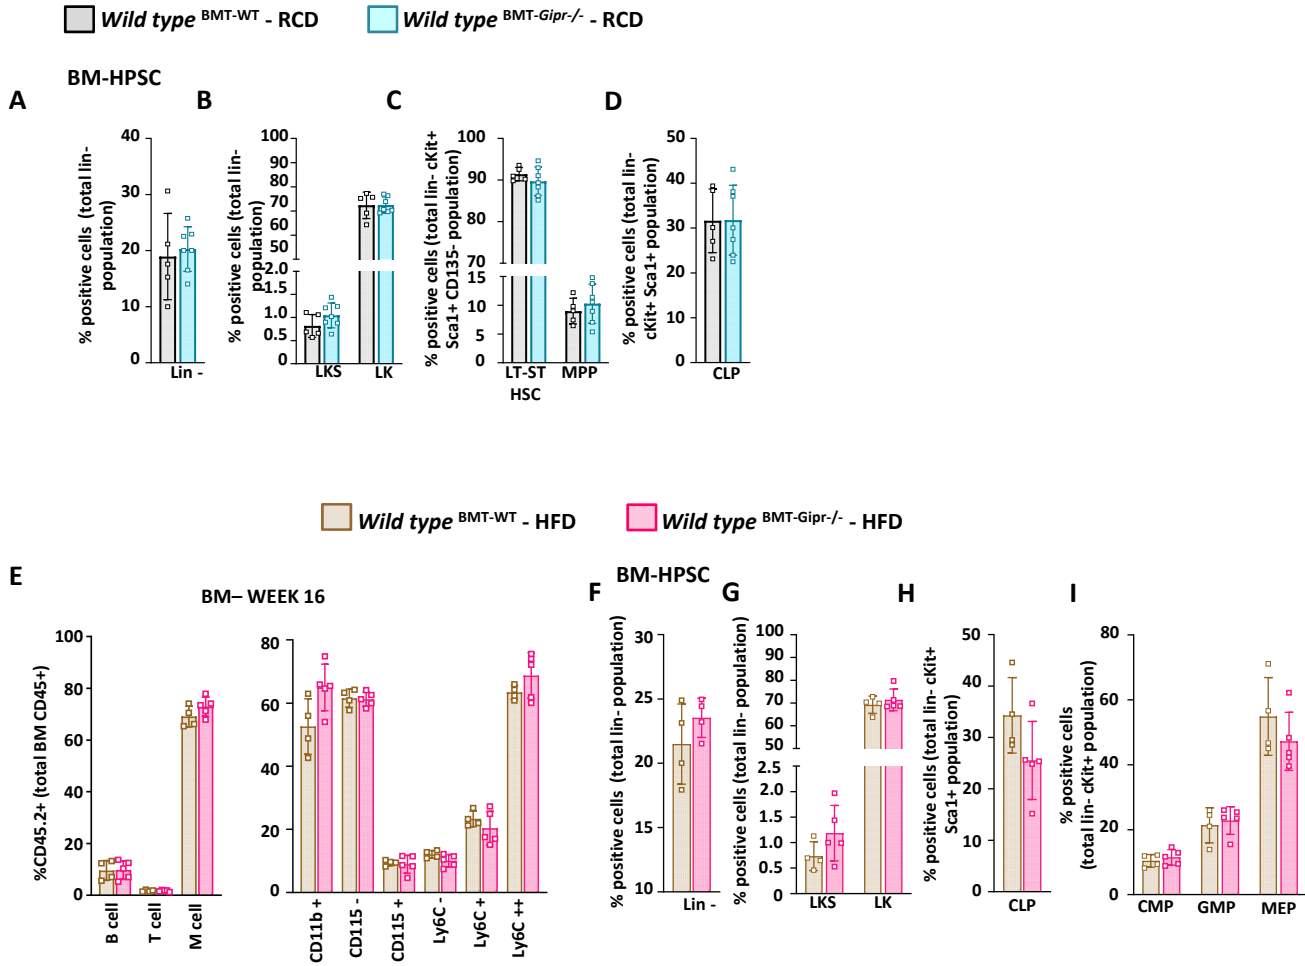 Wild type BMT-WT - RCD
Wild type BMT-Gipr-/- - RCD
BM-HPSC
A
B
C
D
% positive cells (total lin-
population)
40
30
20
10
0
Lin -
% positive cells (total lin-
population)
100
90
80
70
60
50
2.0
1.0
0.5
0
LKS
LK
% positive cells (total lin- cKit+
Sca1+ CD135- population)
100
90
80
70
15
10
5
0
LT-ST
HSC
MPP
% positive cells (total lin-
cKit+ Sca1+ population)
50
40
30
20
10
0
CLP
Wild type BMT-WT - HFD
Wild type BMT-Gipr-/- - HFD
E
BM– WEEK 16
BM-HPSC
F
G
H
I
%CD45.2+ (total BM CD45+)
100
80
60
40
20
0
B cell
T cell
M cell
80
60
40
20
0
CD11b +
CD115 -
CD115 +
Ly6C -
Ly6C +
Ly6C ++
% positive cells (total lin- population)
30
25
20
15
10
Lin -
% positive cells (total lin- population)
100
90
80
70
60
50
2.5
2.0
1.5
1.0
0.5
0
LKS
LK
% positive cells (total lin- cKit+
Sca1+ population)
50
40
30
20
10
0
CLP
% positive cells
(total lin- cKit+ population)
80
60
40
20
0
CMP
GMP
MEP